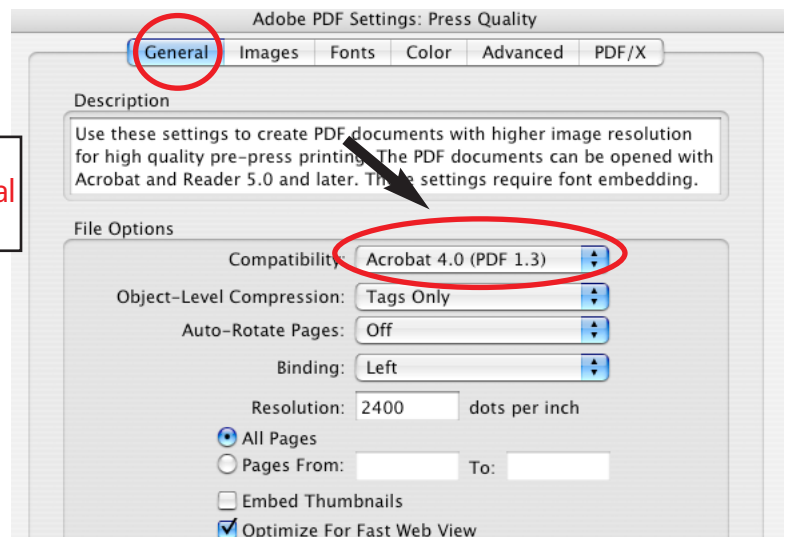 Adobe PDF Settings: Press Quality
General Images Fonts Color Advanced PDF/X
Description
Use these settings to create PDF documents with higher image resolution
for high quality pre-press printing. The PDF documents can be opened with
Acrobat and Reader 5.0 and later. These settings require font embedding.
al
File Options
Compatibility: Acrobat 4.0 (PDF 1.3)
Object-Level Compression: Tags Only
Auto-Rotate Pages: Off
Binding: Left
Resolution: 2400 dots per inch
All Pages
Pages From: To:
Embed Thumbnails
Optimize For Fast Web View